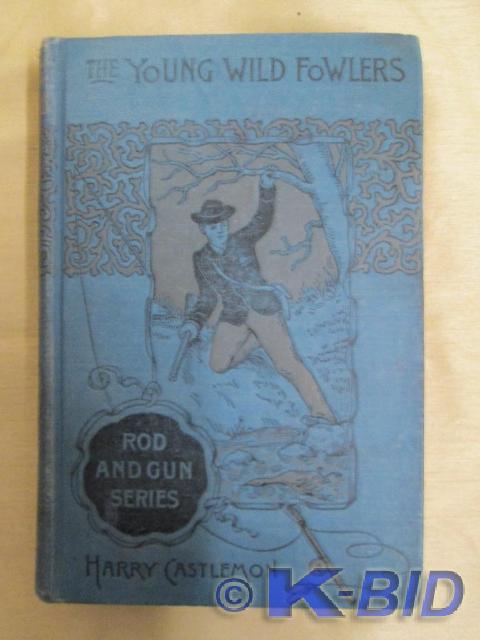 THE YOUNG WILD FOWLERS
ROD
AND GUN
SERIES
HARRY CASTLEMON
© K-BID